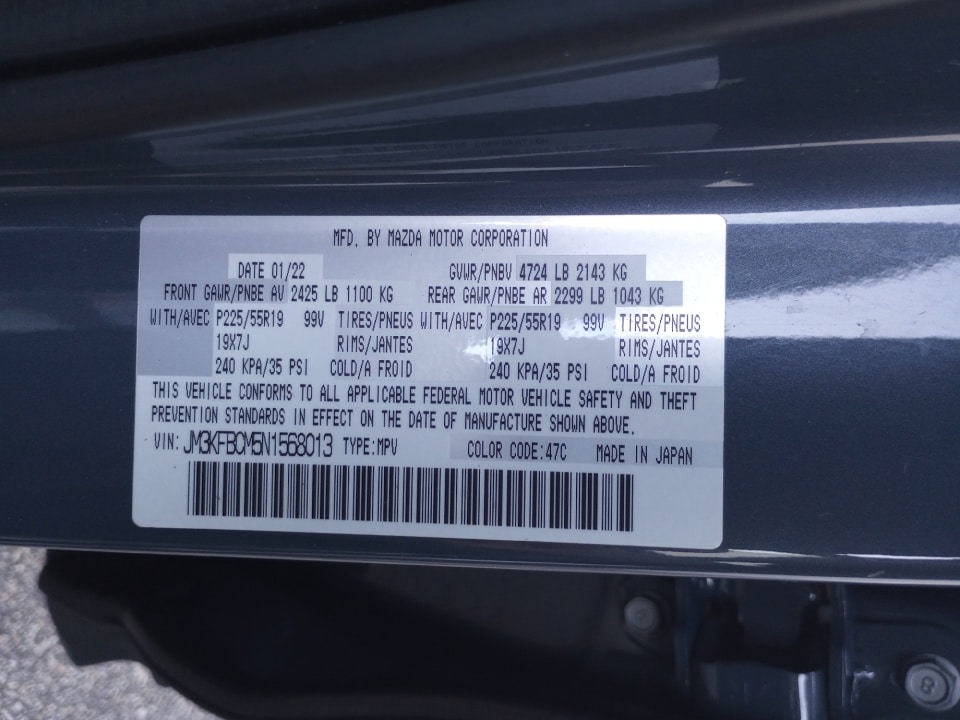 MFD. BY MAZDA MOTOR CORPORATION
DATE 01/22 GVWR/PNBV 4724 LB 2143 KG
FRONT GAWR/PNBE AV 2425 LB 1100 KG REAR GAWR/PNBE AR 2299 LB 1043 KG
WITH/AVEC P225/55R19 99V TIRES/PNEUS WITH/AVEC P225/55R19 99V TIRES/PNEUS
19X7J RIMS/JANTES 19X7J RIMS/JANTES
240 KPA/35 PSI COLD/A FROID 240 KPA/35 PSI COLD/A FROID
THIS VEHICLE CONFORMS TO ALL APPLICABLE FEDERAL MOTOR VEHICLE SAFETY AND THEFT
PREVENTION STANDARDS IN EFFECT ON THE DATE OF MANUFACTURE SHOWN ABOVE.
VIN: JM3KFBCM5N1568013 TYPE:MPV COLOR CODE:47C MADE IN JAPAN
8